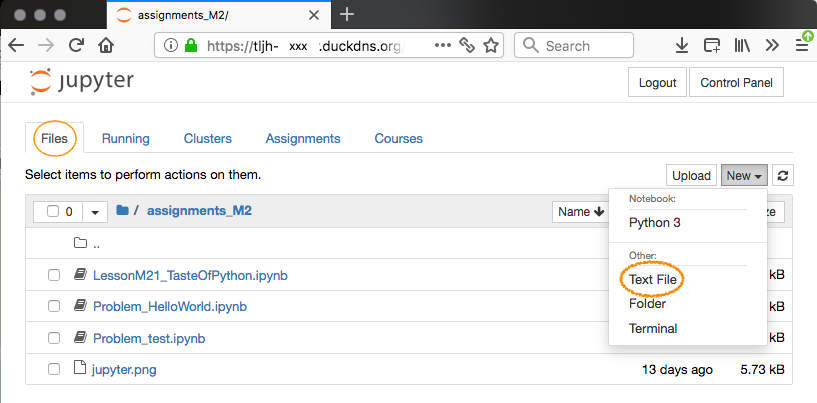 assignments_M2/
https://tljh- xxx .duckdns.org
Search
jupyter
Logout
Control Panel
Files
Running
Clusters
Assignments
Courses
Select items to perform actions on them.
Upload
New
0
/ assignments_M2
Name
Notebook:
Python 3
Other:
Text File
Folder
Terminal
..
LessonM21_TasteOfPython.ipynb
kB
Problem_HelloWorld.ipynb
kB
Problem_test.ipynb
kB
jupyter.png
13 days ago
5.73 kB